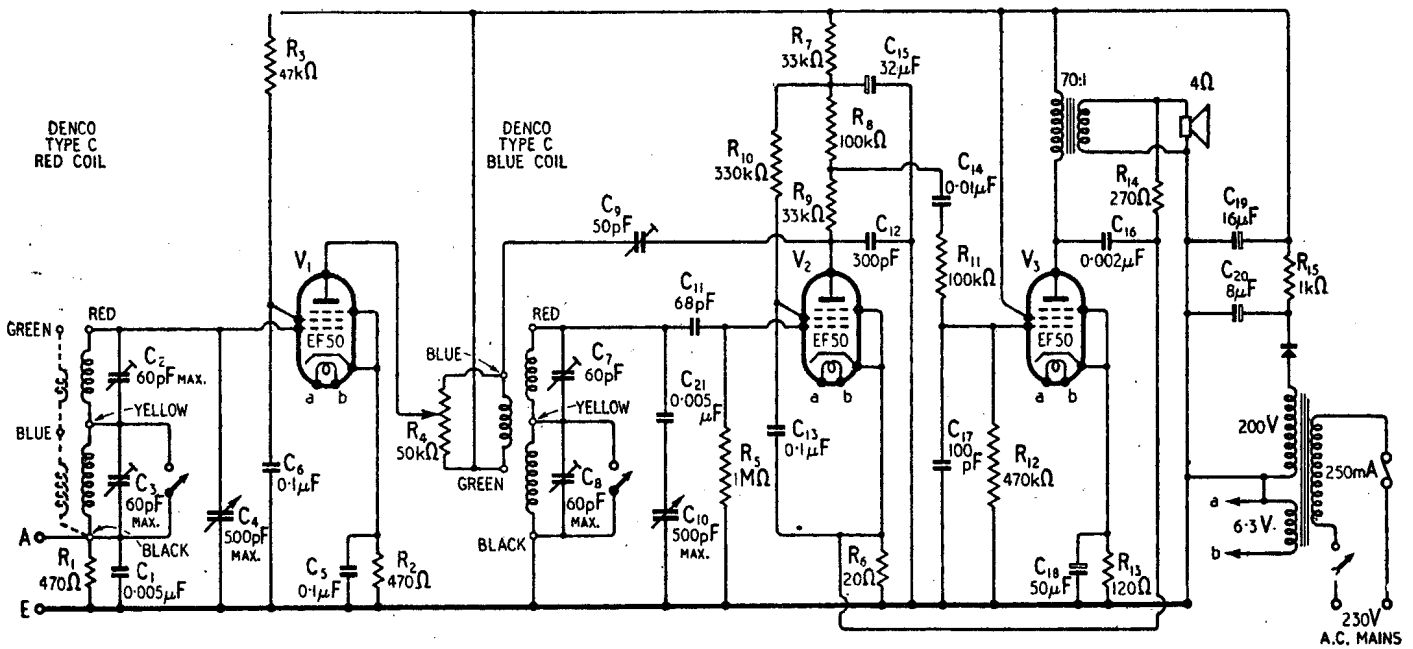 DENCO
TYPE C
RED COIL
GREEN
RED
BLUE
C2
60pF MAX.
YELLOW
C3
60pF
MAX.
A
BLACK
R1
470Ω
C1
0·005μF
E
C4
500pF
MAX.
R3
47kΩ
C6
0·1μF
V1
EF50
a b
C5
0·1μF
R2
470Ω
DENCO
TYPE C
BLUE COIL
R4
50kΩ
BLUE
GREEN
RED
C9
50pF
C7
60pF
YELLOW
C8
60pF
MAX.
BLACK
C11
68pF
C21
0·005
μF
C10
500pF
MAX.
R5
1MΩ
R7
33kΩ
C15
32μF
R8
100kΩ
R10
330kΩ
R9
33kΩ
C12
300pF
V2
EF50
a b
C13
0·1μF
R6
20Ω
C14
0·01μF
R11
100kΩ
C17
100
pF
R12
470kΩ
V3
EF50
a b
C18
50μF
R13
120Ω
70:1
4Ω
R14
270Ω
C16
0·002μF
C19
16μF
C20
8μF
R15
1kΩ
200V
250mA
a
6·3V.
b
230V
A.C. MAINS